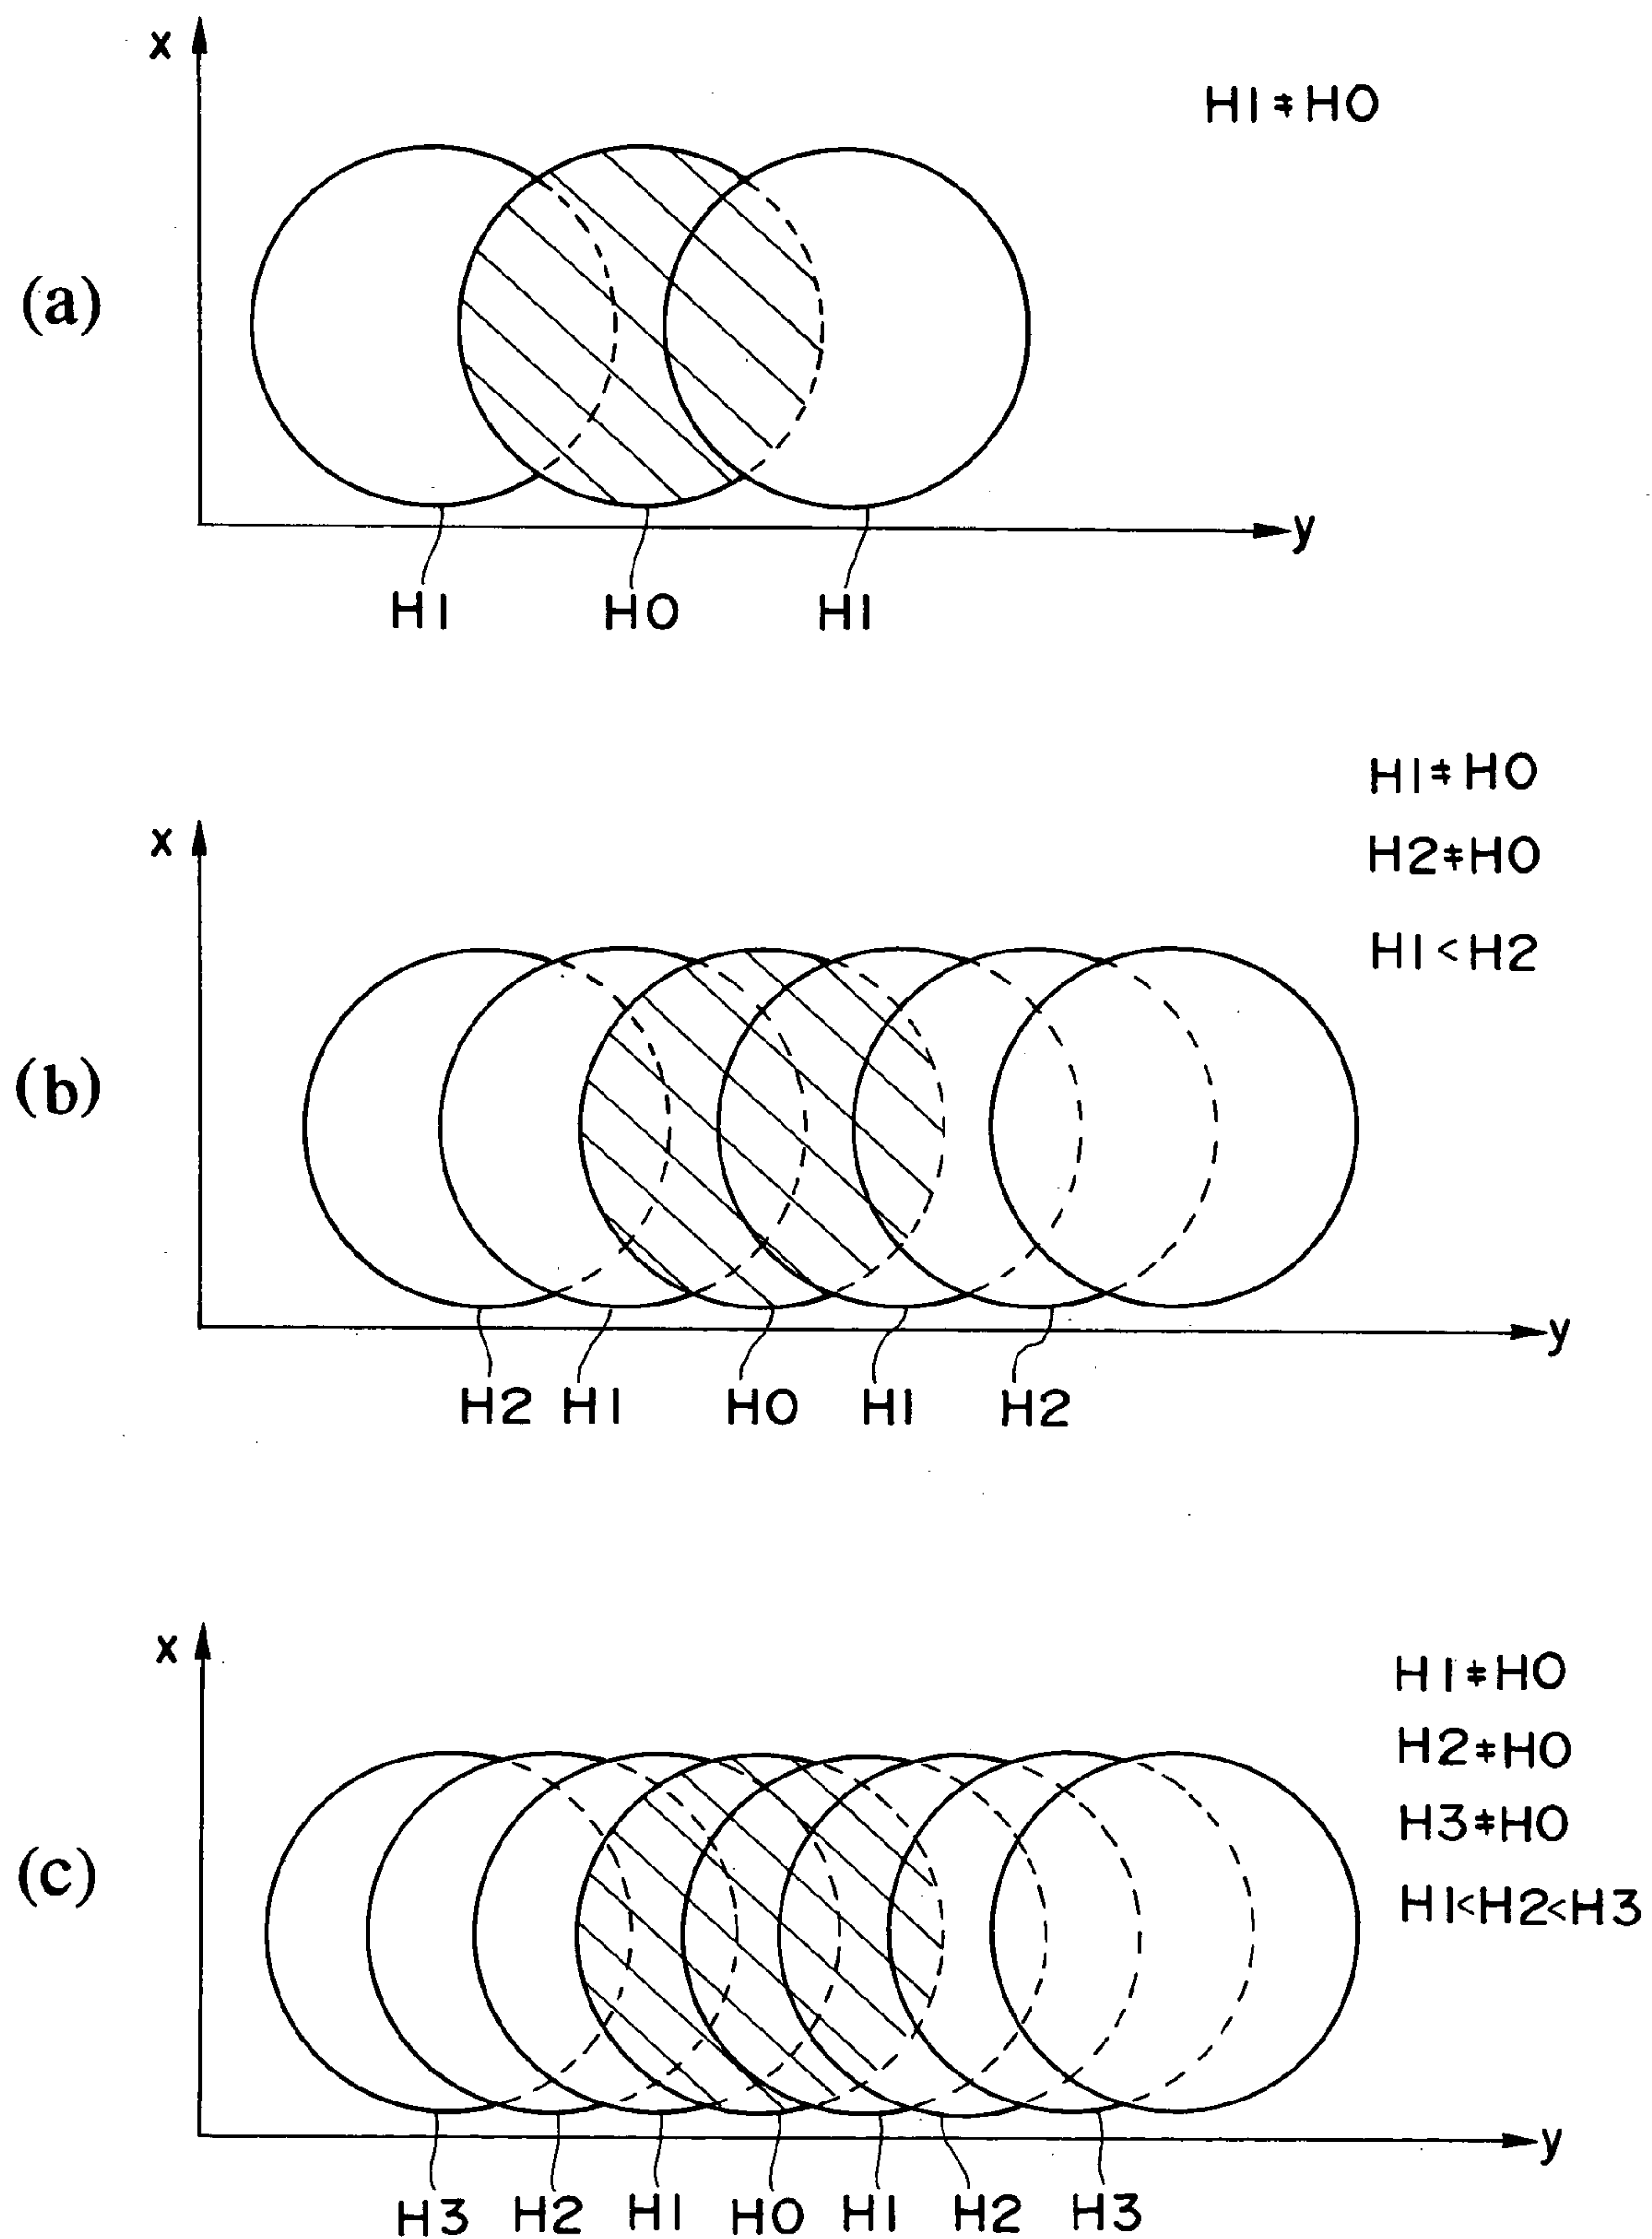 x
H1≠H0
(a)
y
H1 H0 H1
H1≠H0
x
H2≠H0
H1<H2
(b)
y
H2 H1 H0 H1 H2
x
H1≠H0
H2≠H0
H3≠H0
(c)
H1<H2<H3
y
H3 H2 H1 H0 H1 H2 H3